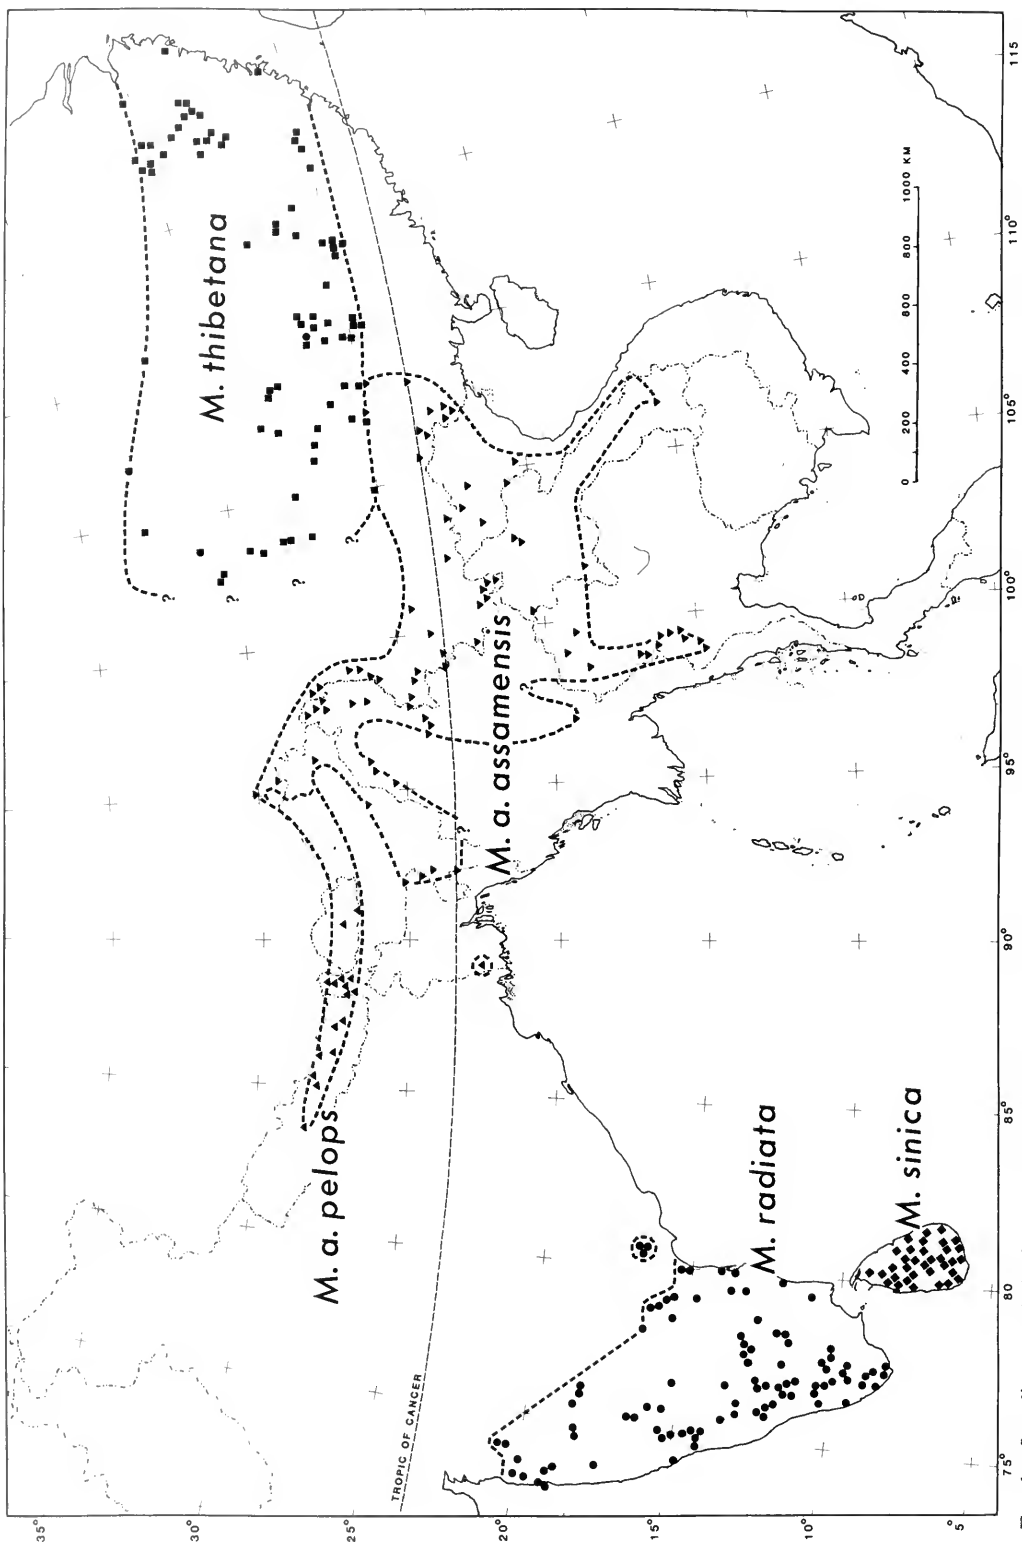 35°
?
30°
M. thibetana
?
?
M. a. pelops
25°
?
TROPIC OF CANCER
?
M. a. assamensis
20°
?
15°
M. radiata
10°
0 200 400 600 800 1000 KM
M. sinica
5°
75° 80° 85° 90° 95° 100° 105° 110° 115